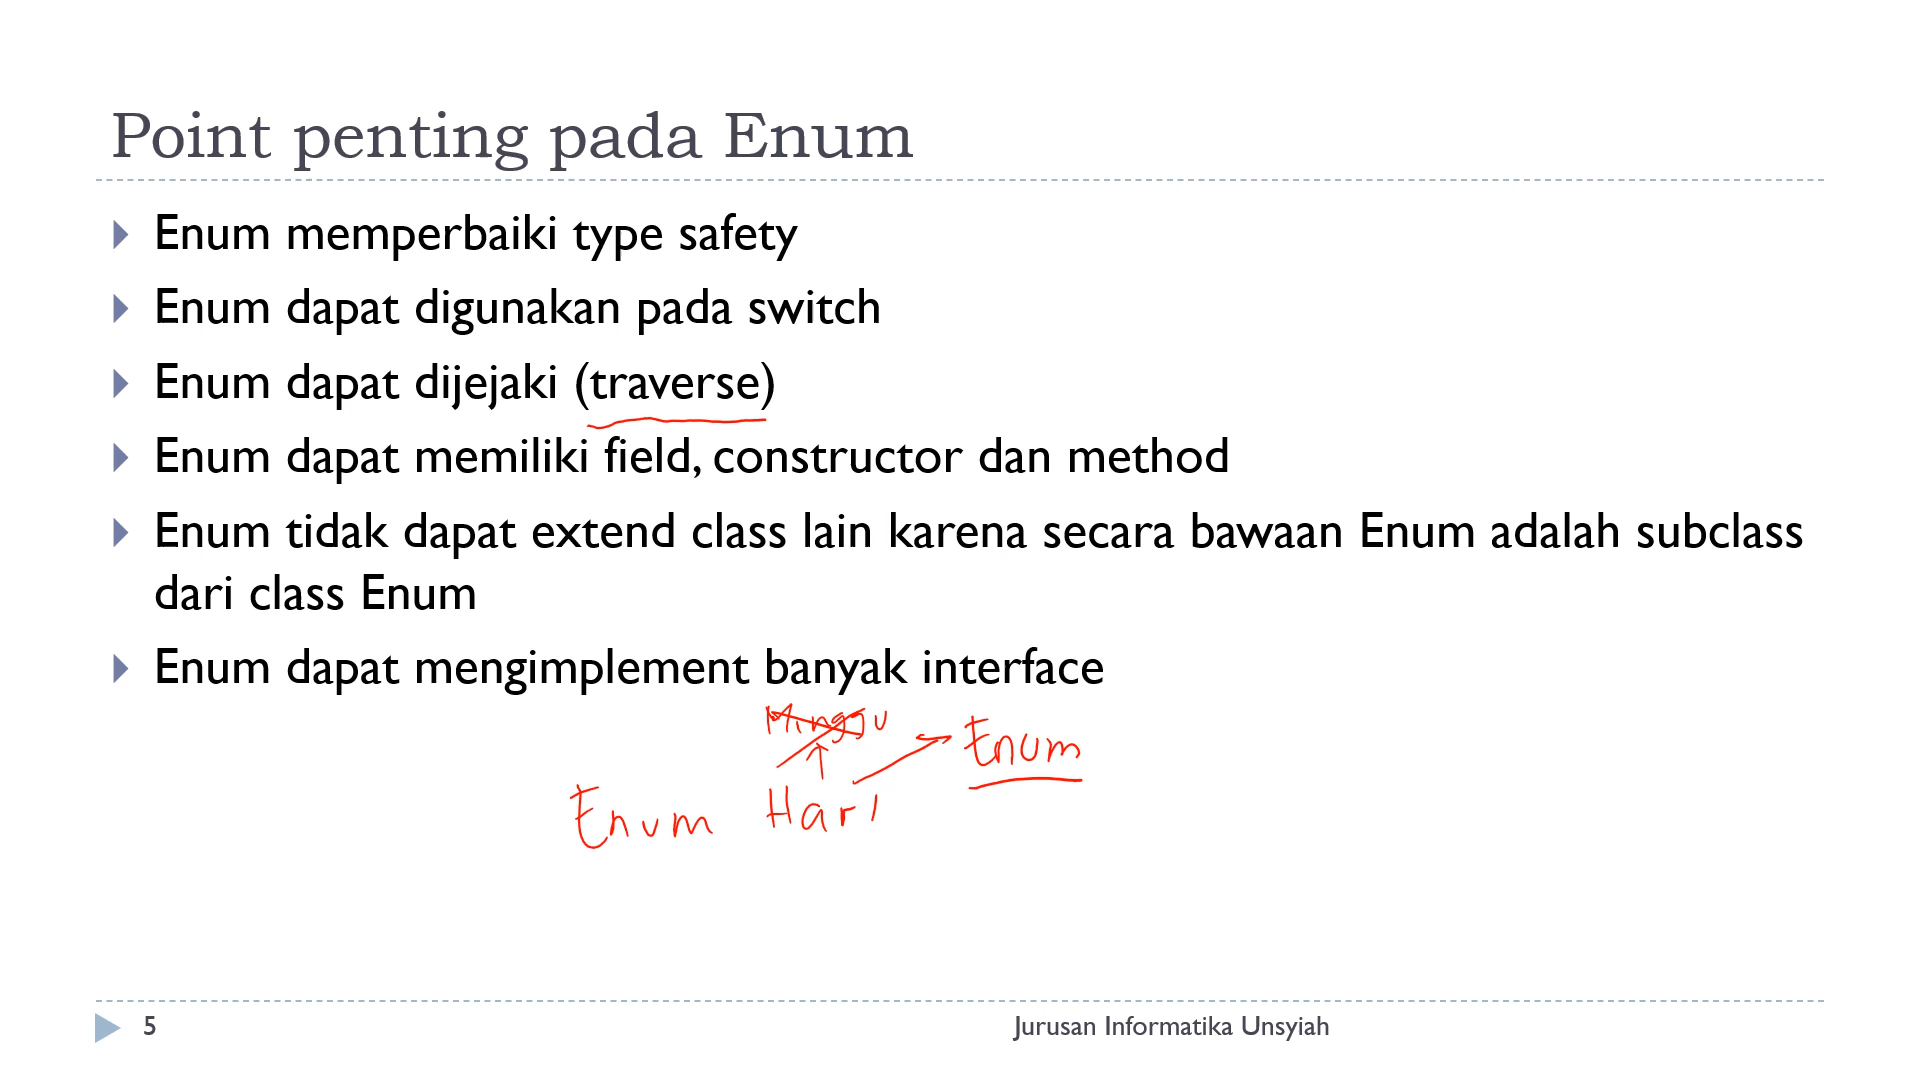 Point penting pada Enum
Enum memperbaiki type safety
Enum dapat digunakan pada switch
Enum dapat dijejaki (traverse)
Enum dapat memiliki field, constructor dan method
Enum tidak dapat extend class lain karena secara bawaan Enum adalah subclass
dari class Enum
Enum dapat mengimplement banyak interface
Minggu
Enum
Enum Hari
5 Jurusan Informatika Unsyiah